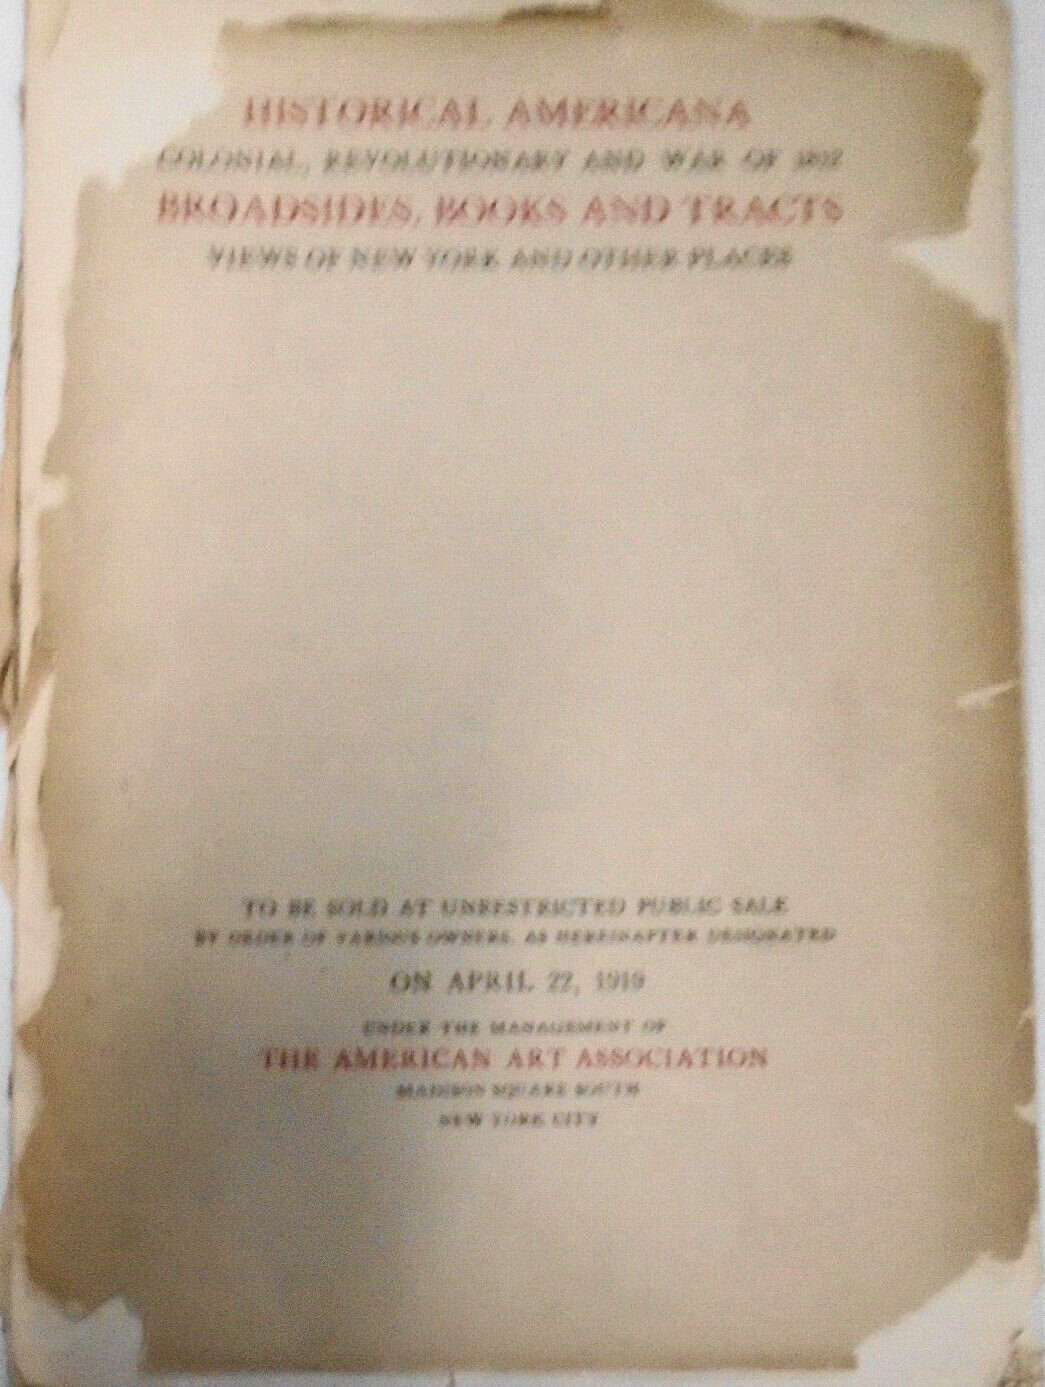 HISTORICAL AMERICANA
COLONIAL, REVOLUTIONARY AND WAR OF 1812
BROADSIDES, BOOKS AND TRACTS
VIEWS OF NEW YORK AND OTHER PLACES
TO BE SOLD AT UNRESTRICTED PUBLIC SALE
BY ORDER OF VARIOUS OWNERS, AS HEREINAFTER DESIGNATED
ON APRIL 22, 1919
UNDER THE MANAGEMENT OF
THE AMERICAN ART ASSOCIATION
MADISON SQUARE SOUTH
NEW YORK CITY